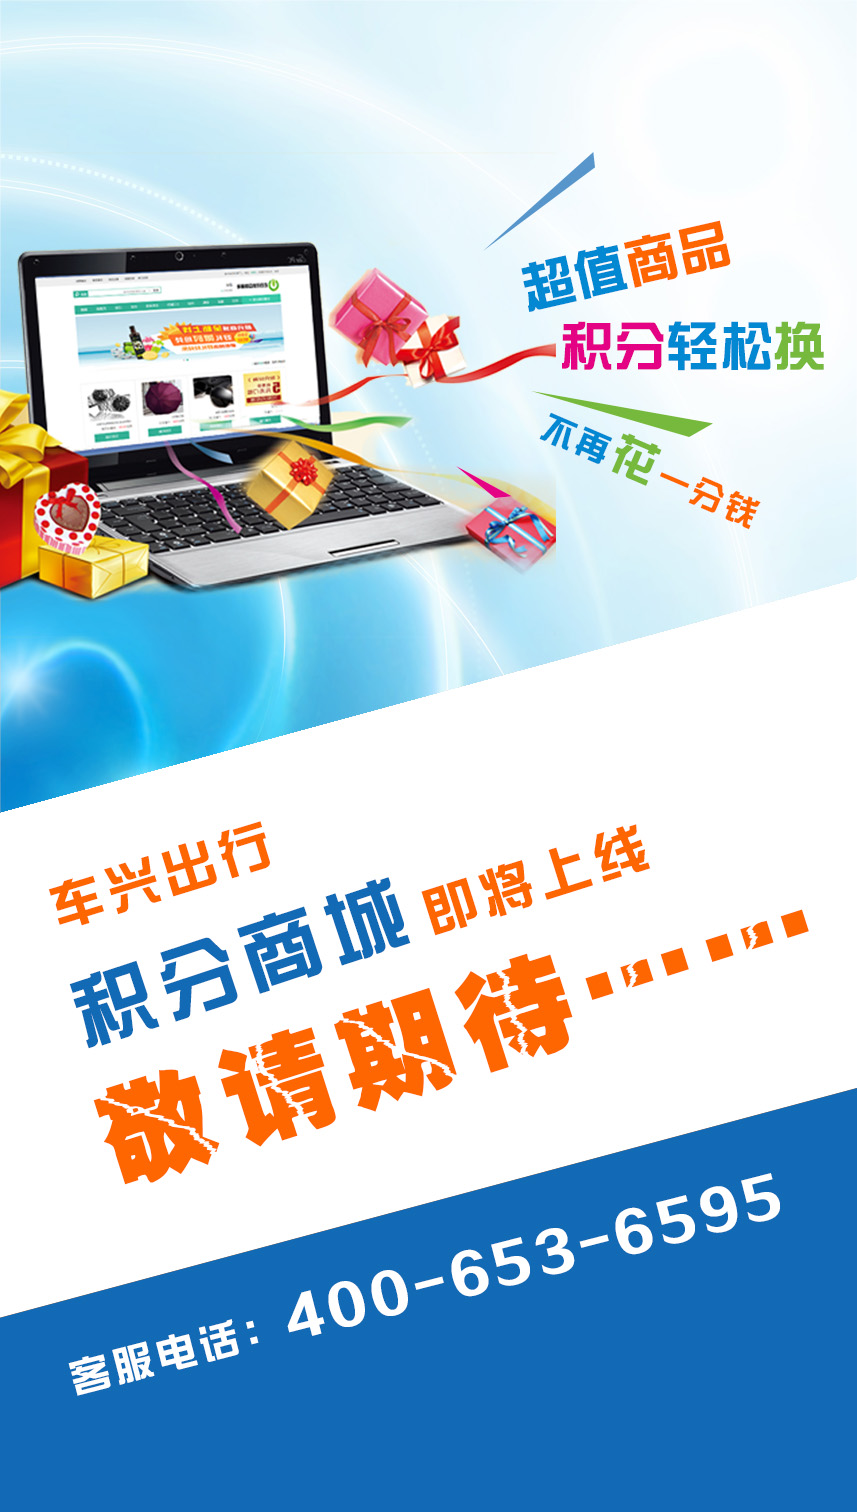 超值商品
积分轻松换
不再花一分钱
车兴出行
积分商城 即将上线
敬请期待……
客服电话：400-653-6595